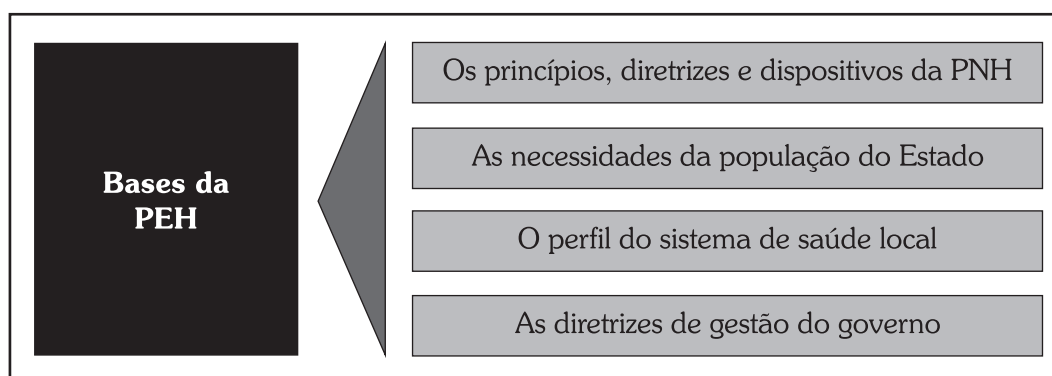 Bases da
PEH
Os princípios, diretrizes e dispositivos da PNH
As necessidades da população do Estado
O perfil do sistema de saúde local
As diretrizes de gestão do governo